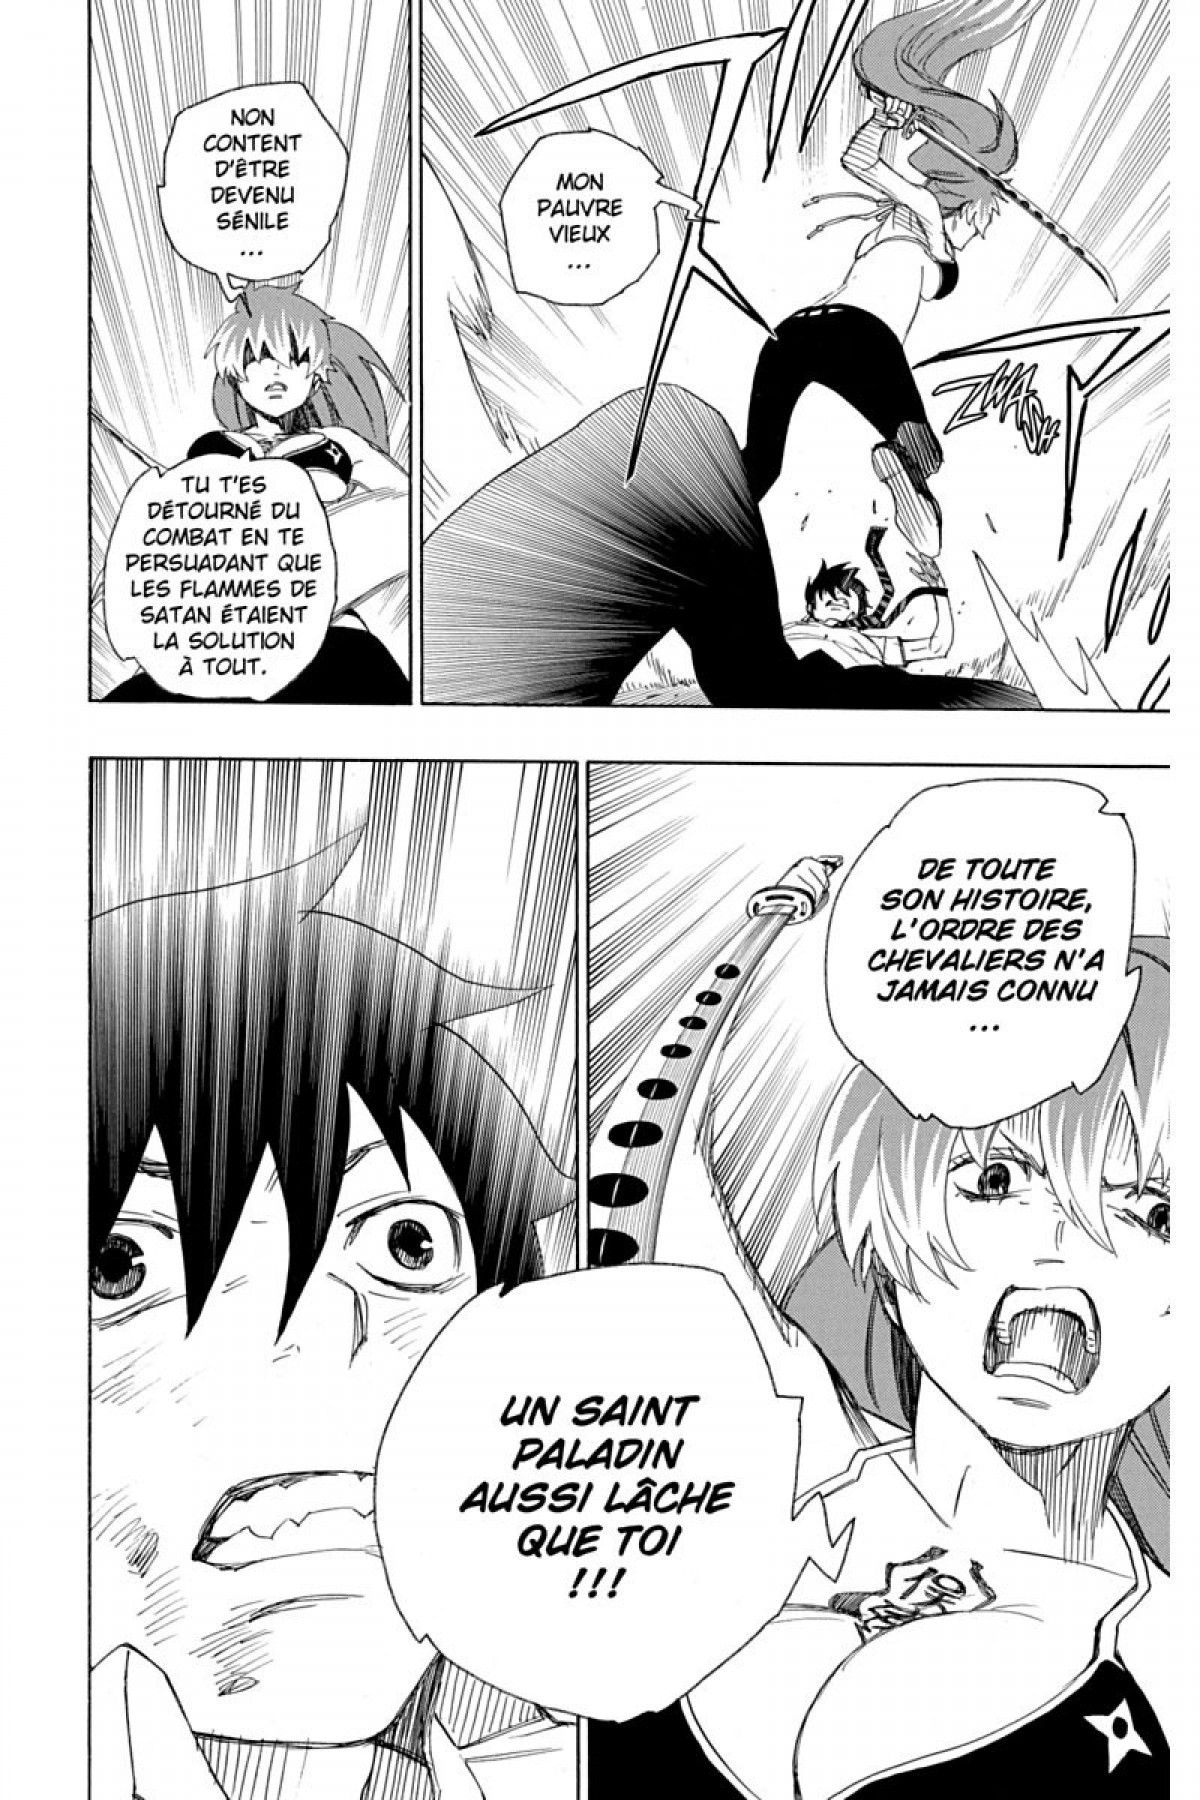 MON
PAUVRE
VIEUX
...
ZWASH
NON
CONTENT
D'ÊTRE
DEVENU
SÉNILE
...
TU T'ES
DÉTOURNÉ DU
COMBAT EN TE
PERSUADANT QUE
LES FLAMMES DE
SATAN ÉTAIENT
LA SOLUTION
À TOUT.
DE TOUTE
SON HISTOIRE,
L'ORDRE DES
CHEVALIERS N'A
JAMAIS CONNU
...
UN SAINT
PALADIN
AUSSI LÂCHE
QUE TOI
!!!